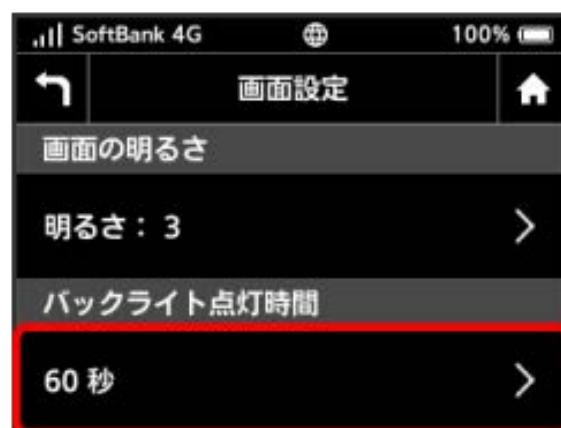 SoftBank 4G 100%
画面設定
画面の明るさ
明るさ： 3
バックライト点灯時間
60 秒